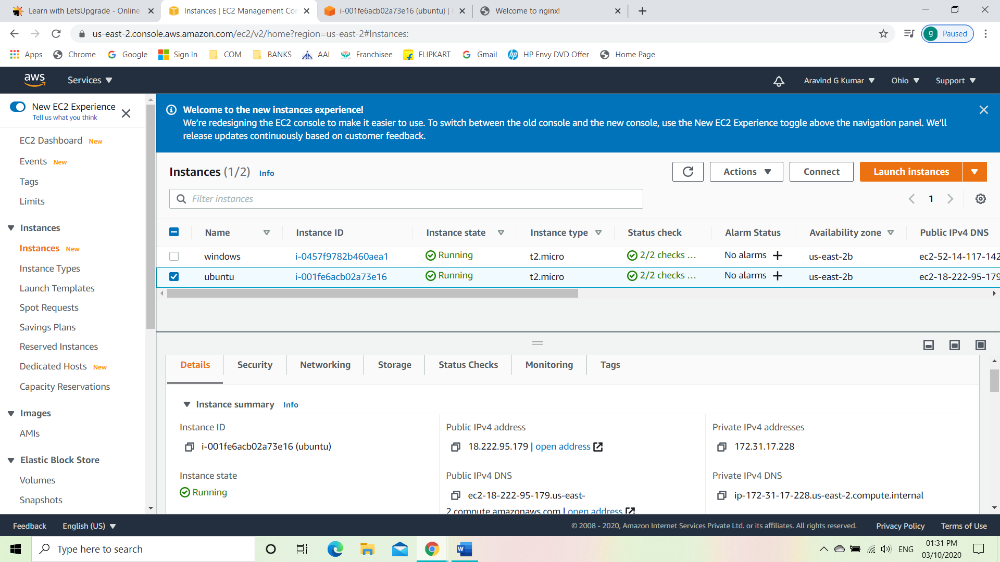 Learn with LetsUpgrade - Online
Instances | EC2 Management Con
i-001fe6acb02a73e16 (ubuntu) |
Welcome to nginx!
us-east-2.console.aws.amazon.com/ec2/v2/home?region=us-east-2#Instances:
g Paused
Apps Chrome Google Sign In COM BANKS AAI Franchisee FLIPKART Gmail HP Envy DVD Offer Home Page
aws Services Aravind G Kumar Ohio Support
New EC2 Experience
Tell us what you think
EC2 Dashboard New
Events New
Tags
Limits
Instances
Instances New
Instance Types
Launch Templates
Spot Requests
Savings Plans
Reserved Instances
Dedicated Hosts New
Capacity Reservations
Images
AMIs
Elastic Block Store
Volumes
Snapshots
Welcome to the new instances experience!
We're redesigning the EC2 console to make it easier to use. To switch between the old console and the new console, use the New EC2 Experience toggle above the navigation panel. We'll
release updates continuously based on customer feedback.
Instances (1/2) Info
Actions Connect Launch instances
Filter instances
1
Name Instance ID Instance state Instance type Status check Alarm Status Availability zone Public IPv4 DNS
windows i-0457f9782b460aea1 Running t2.micro 2/2 checks ... No alarms + us-east-2b ec2-52-14-117-142
ubuntu i-001fe6acb02a73e16 Running t2.micro 2/2 checks ... No alarms + us-east-2b ec2-18-222-95-179
Details Security Networking Storage Status Checks Monitoring Tags
Instance summary Info
Instance ID Public IPv4 address Private IPv4 addresses
i-001fe6acb02a73e16 (ubuntu) 18.222.95.179 | open address 172.31.17.228
Instance state Public IPv4 DNS Private IPv4 DNS
Running ec2-18-222-95-179.us-east- ip-172-31-17-228.us-east-2.compute.internal
2.compute.amazonaws.com | open address
Feedback English (US) © 2008 - 2020, Amazon Internet Services Private Ltd. or its affiliates. All rights reserved. Privacy Policy Terms of Use
Type here to search
ENG
01:31 PM
03/10/2020